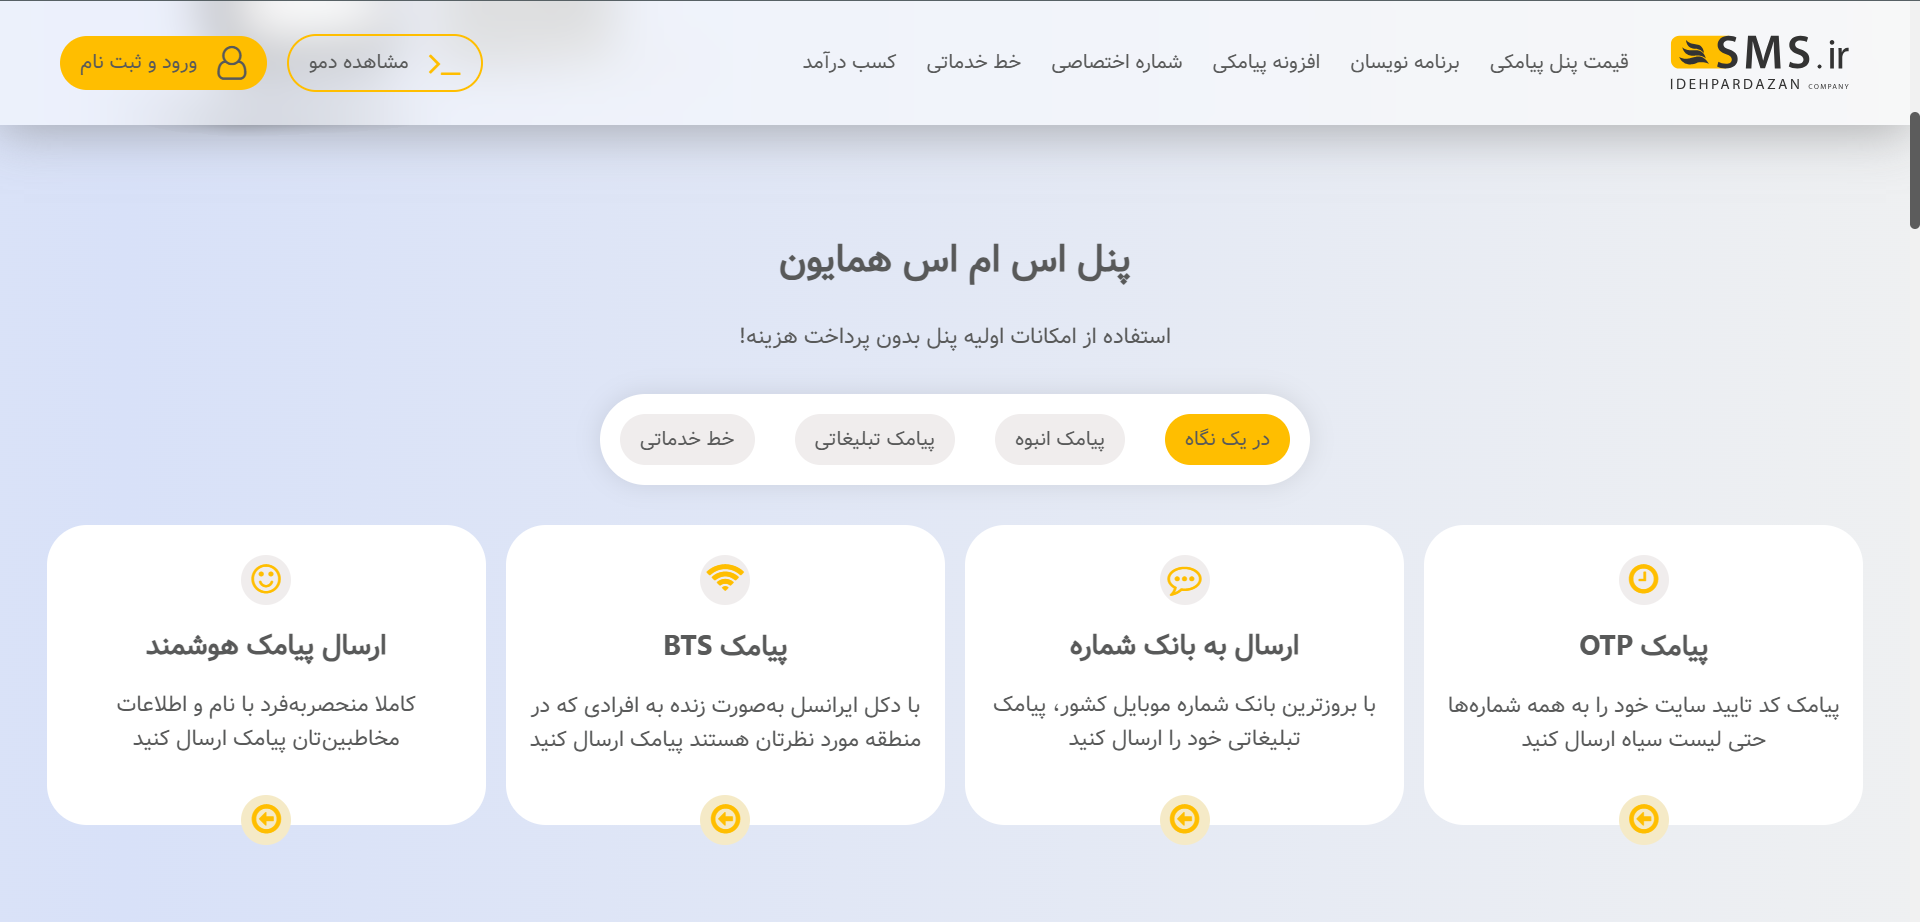 SMS.ir
IDEHPARDAZAN COMPANY
قیمت پنل پیامکی
برنامه نویسان
افزونه پیامکی
شماره اختصاصی
خط خدماتی
کسب درآمد
مشاهده دمو
ورود و ثبت نام
پنل اس ام اس همایون
استفاده از امکانات اولیه پنل بدون پرداخت هزینه!
در یک نگاه
پیامک انبوه
پیامک تبلیغاتی
خط خدماتی
پیامک OTP
پیامک کد تایید سایت خود را به همه شماره‌ها
حتی لیست سیاه ارسال کنید
ارسال به بانک شماره
با بروزترین بانک شماره موبایل کشور، پیامک
تبلیغاتی خود را ارسال کنید
پیامک BTS
با دکل ایرانسل به‌صورت زنده به افرادی که در
منطقه مورد نظرتان هستند پیامک ارسال کنید
ارسال پیامک هوشمند
کاملا منحصربه‌فرد با نام و اطلاعات
مخاطبین‌تان پیامک ارسال کنید